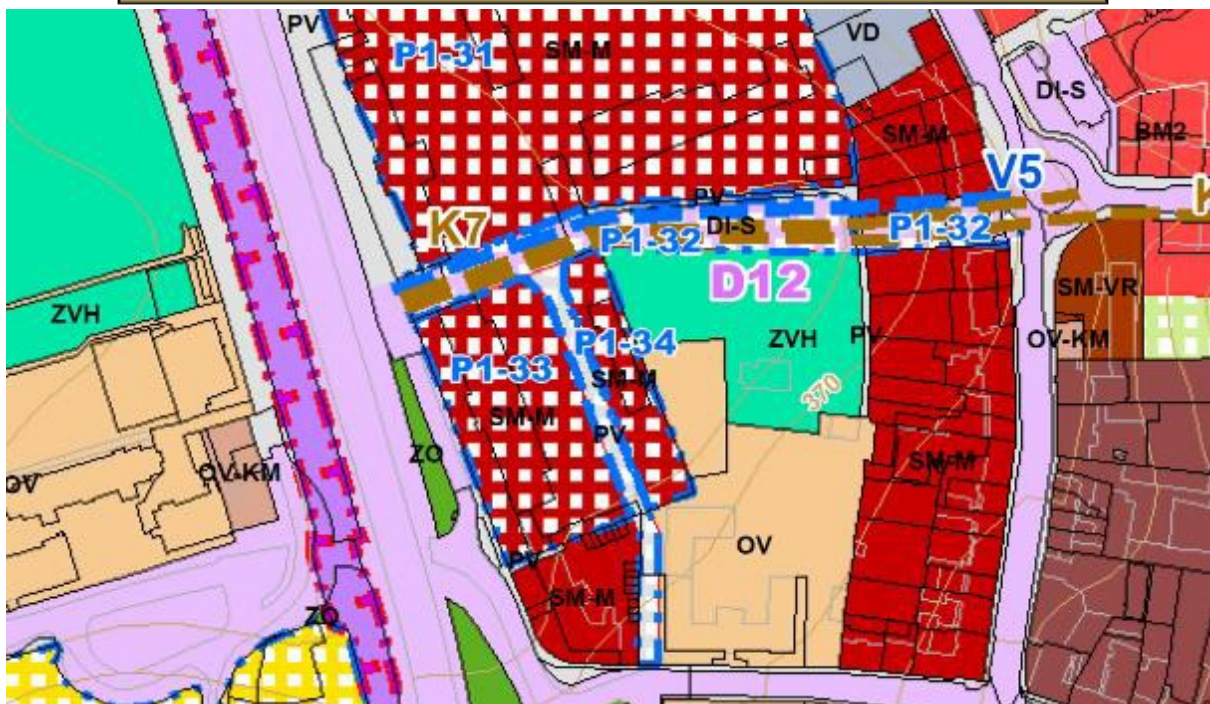 PV
VD
P1-31
SM-M
DI-S
SM-M
BM2
V5
PV
K7
DI-S
P1-32
P1-32
K
D12
SM-VR
ZVH
ZVH
PV
OV-KM
P1-34
P1-33
SM-M
370
SM-M
PV
ZO
SM-M
OV-KM
OV
OV
PV
SM-M
ZO